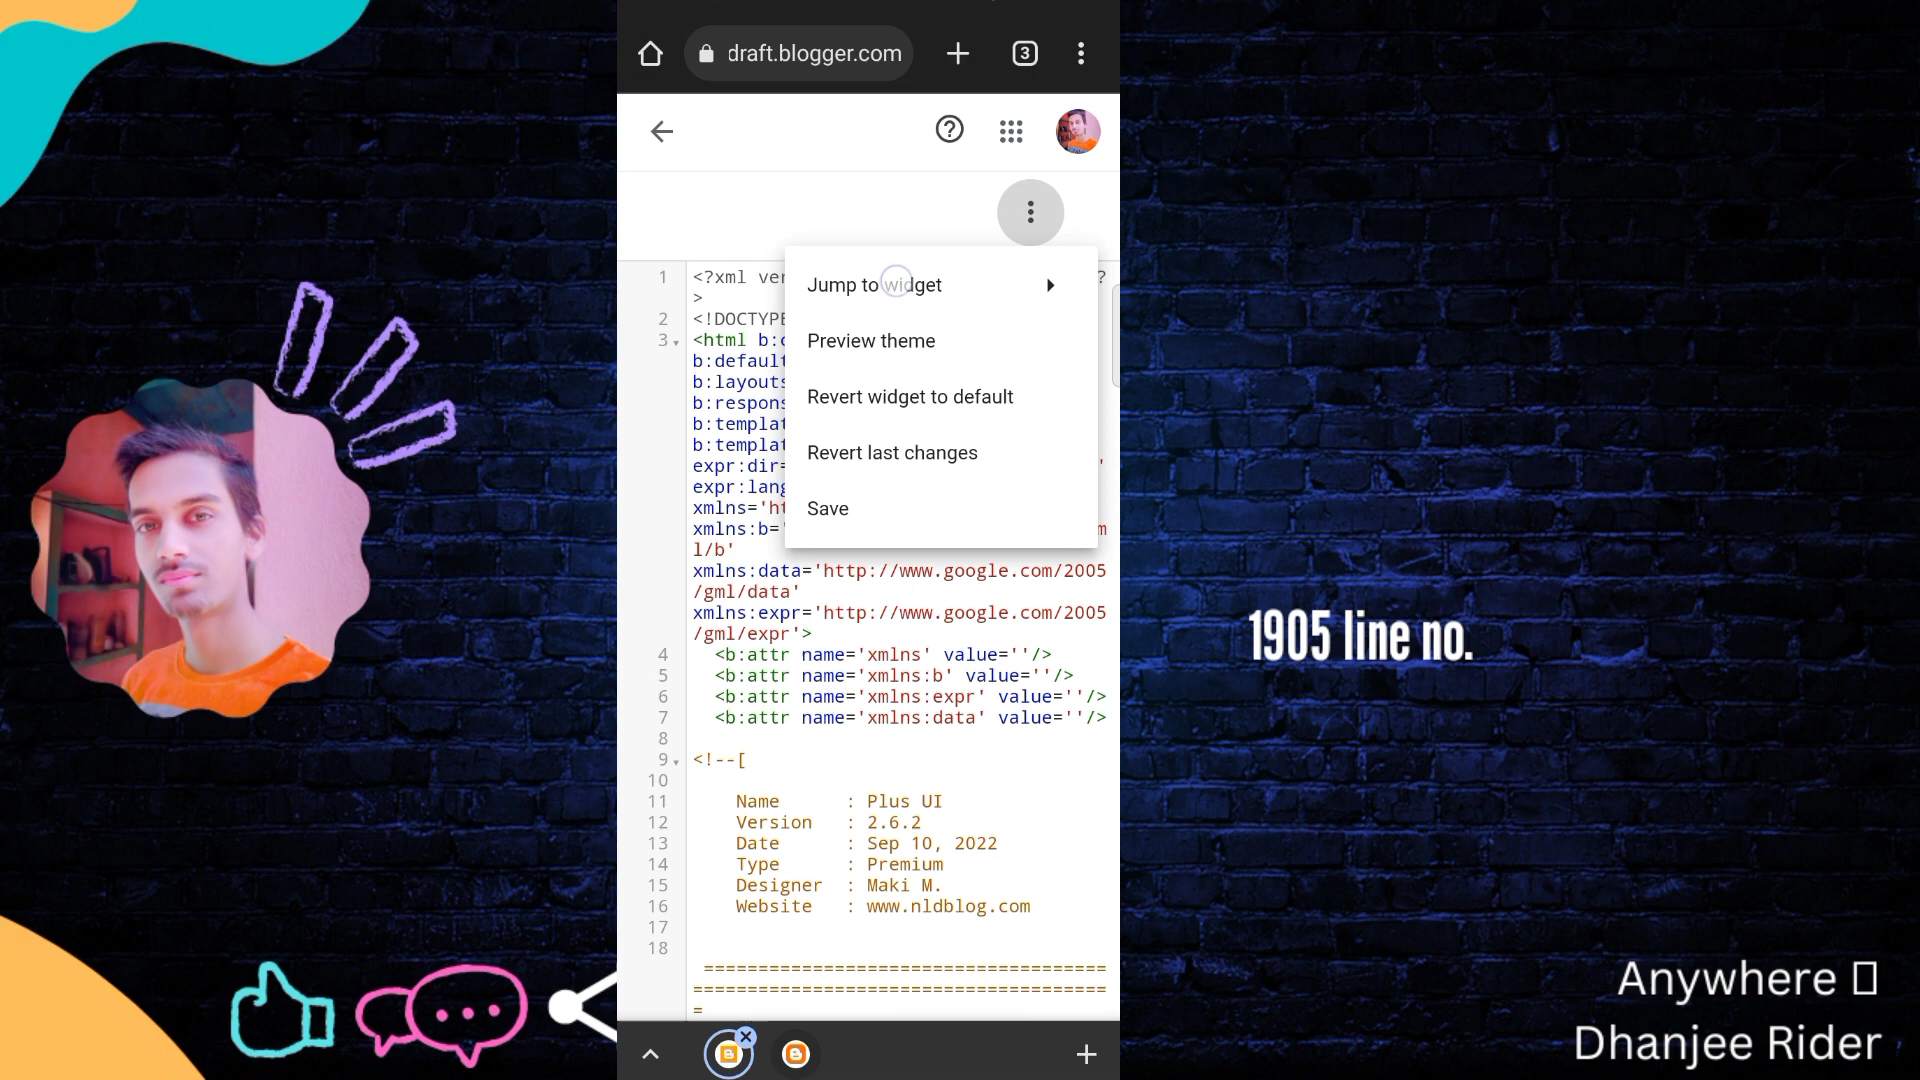 draft.blogger.com
3
Jump to widget
Preview theme
Revert widget to default
Revert last changes
Save
1 <?xml ver ?
>
2 <!DOCTYPE
3 <html b:c
b:default
b:layouts
b:respons
b:templat
b:templat
expr:dir= '
expr:lang
xmlns='ht
xmlns:b=' m
l/b'
xmlns:data='http://www.google.com/2005
/gml/data'
xmlns:expr='http://www.google.com/2005
/gml/expr'>
4 <b:attr name='xmlns' value=''/>
5 <b:attr name='xmlns:b' value=''/>
6 <b:attr name='xmlns:expr' value=''/>
7 <b:attr name='xmlns:data' value=''/>
8
9 <!--[
10
11 Name : Plus UI
12 Version : 2.6.2
13 Date : Sep 10, 2022
14 Type : Premium
15 Designer : Maki M.
16 Website : www.nldblog.com
17
18
=====================================
======================================
=
1905 line no.
Anywhere
Dhanjee Rider